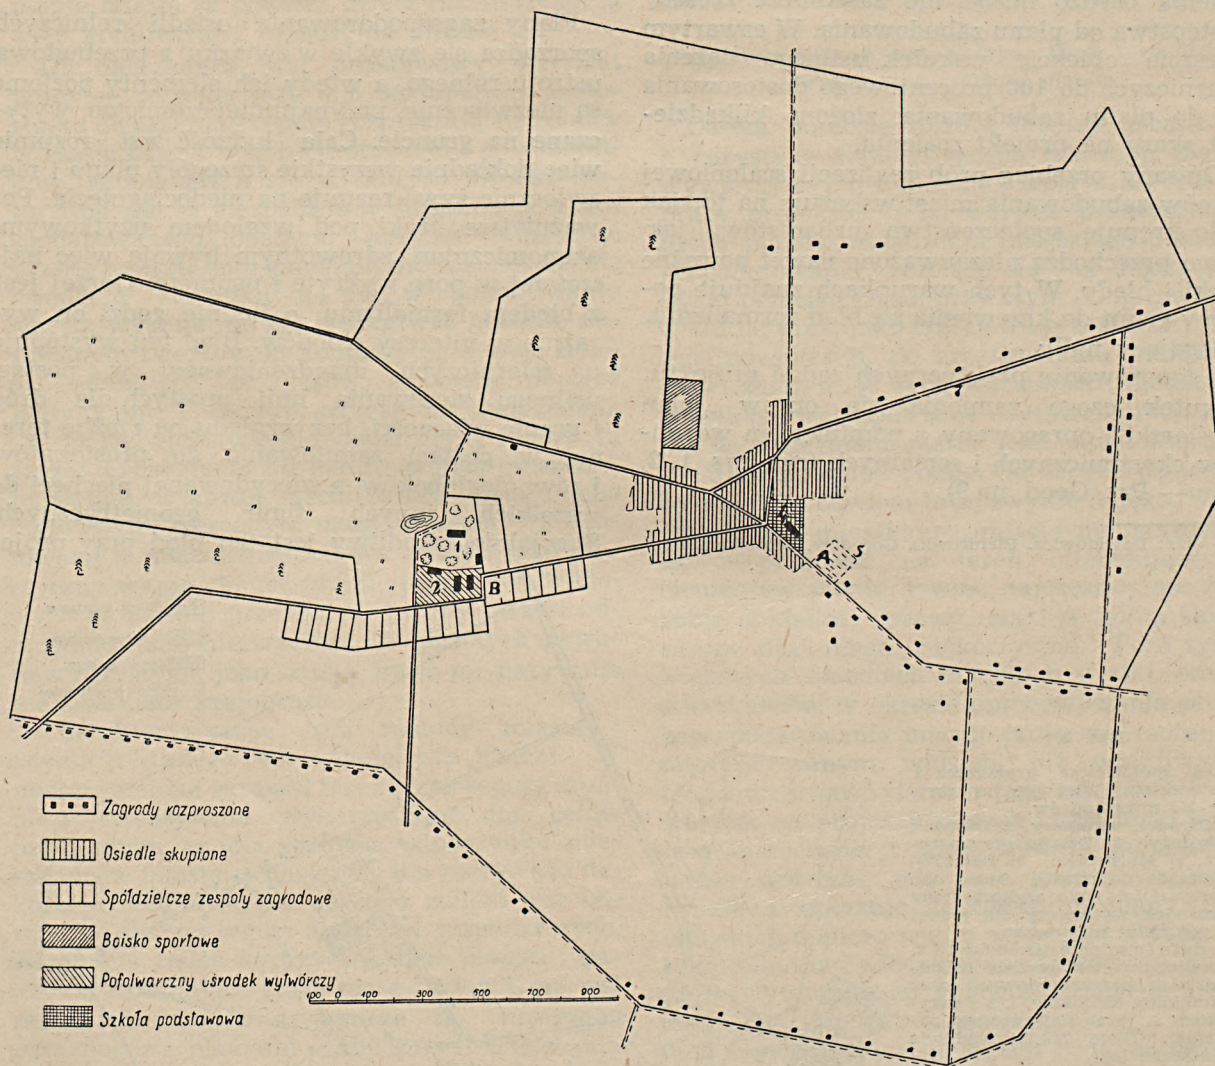 A
S
1
2
B
Zagrody rozproszone
Osiedle skupione
Spółdzielcze zespoły zagrodowe
Boisko sportowe
Pofolwarczny ośrodek wytwórczy
Szkoła podstawowa
100 0 100 300 500 700 900